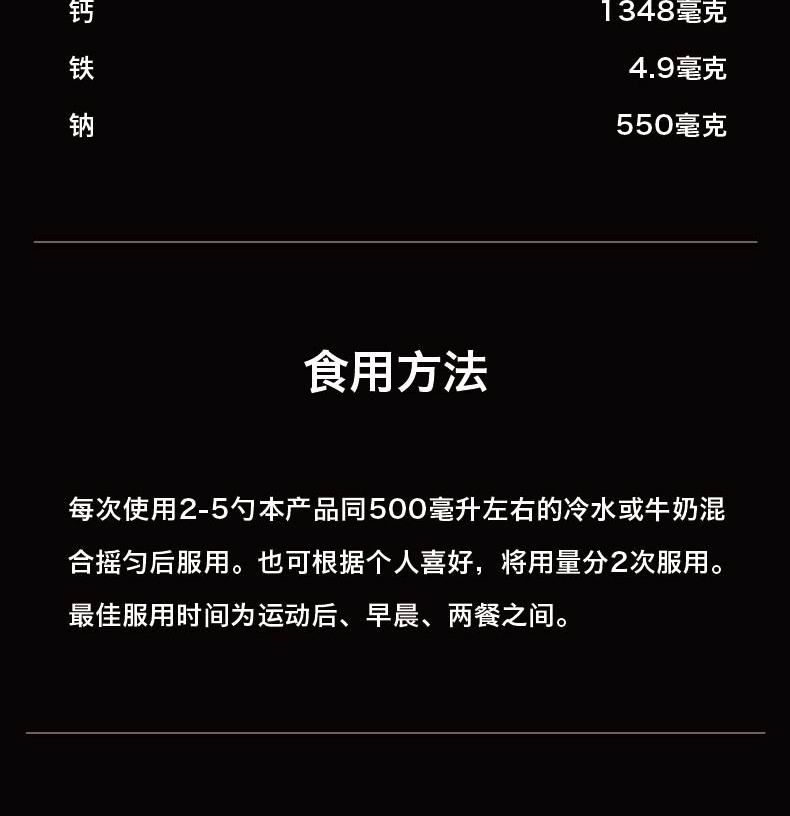 钙 1348毫克
铁 4.9毫克
钠 550毫克
食用方法
每次使用2-5勺本产品同500毫升左右的冷水或牛奶混
合摇匀后服用。也可根据个人喜好，将用量分2次服用。
最佳服用时间为运动后、早晨、两餐之间。